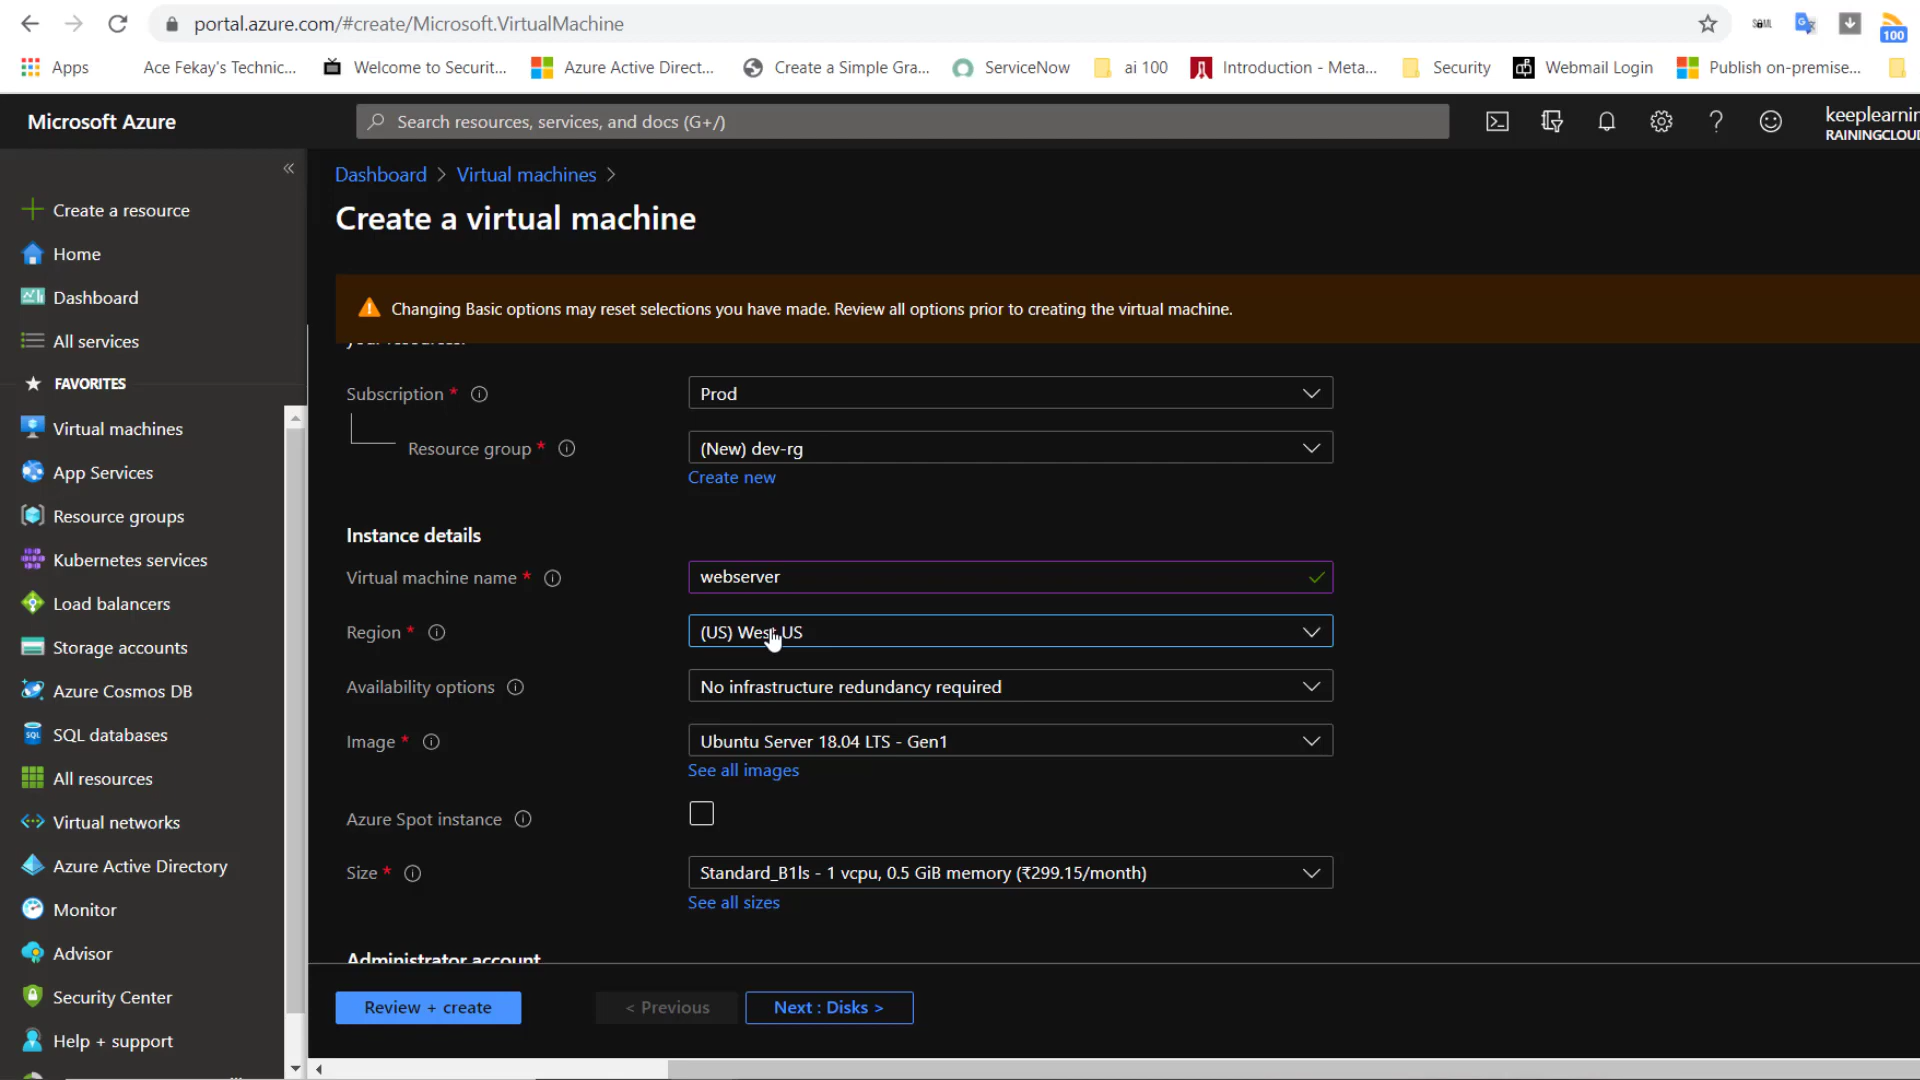 portal.azure.com/#create/Microsoft.VirtualMachine
100
Apps
Ace Fekay's Technic...
Welcome to Securit...
Azure Active Direct...
Create a Simple Gra...
ServiceNow
ai 100
Introduction - Meta...
Security
Webmail Login
Publish on-premise...
Microsoft Azure
Search resources, services, and docs (G+/)
keeplearnin
RAININGCLOUD
Create a resource
Home
Dashboard
All services
FAVORITES
Virtual machines
App Services
Resource groups
Kubernetes services
Load balancers
Storage accounts
Azure Cosmos DB
SQL databases
All resources
Virtual networks
Azure Active Directory
Monitor
Advisor
Security Center
Help + support
Dashboard > Virtual machines >
Create a virtual machine
Changing Basic options may reset selections you have made. Review all options prior to creating the virtual machine.
your resources.
Subscription *
Prod
Resource group *
(New) dev-rg
Create new
Instance details
Virtual machine name *
webserver
Region *
(US) West US
Availability options
No infrastructure redundancy required
Image *
Ubuntu Server 18.04 LTS - Gen1
See all images
Azure Spot instance
Size *
Standard_B1ls - 1 vcpu, 0.5 GiB memory (₹299.15/month)
See all sizes
Administrator account
Review + create
< Previous
Next : Disks >